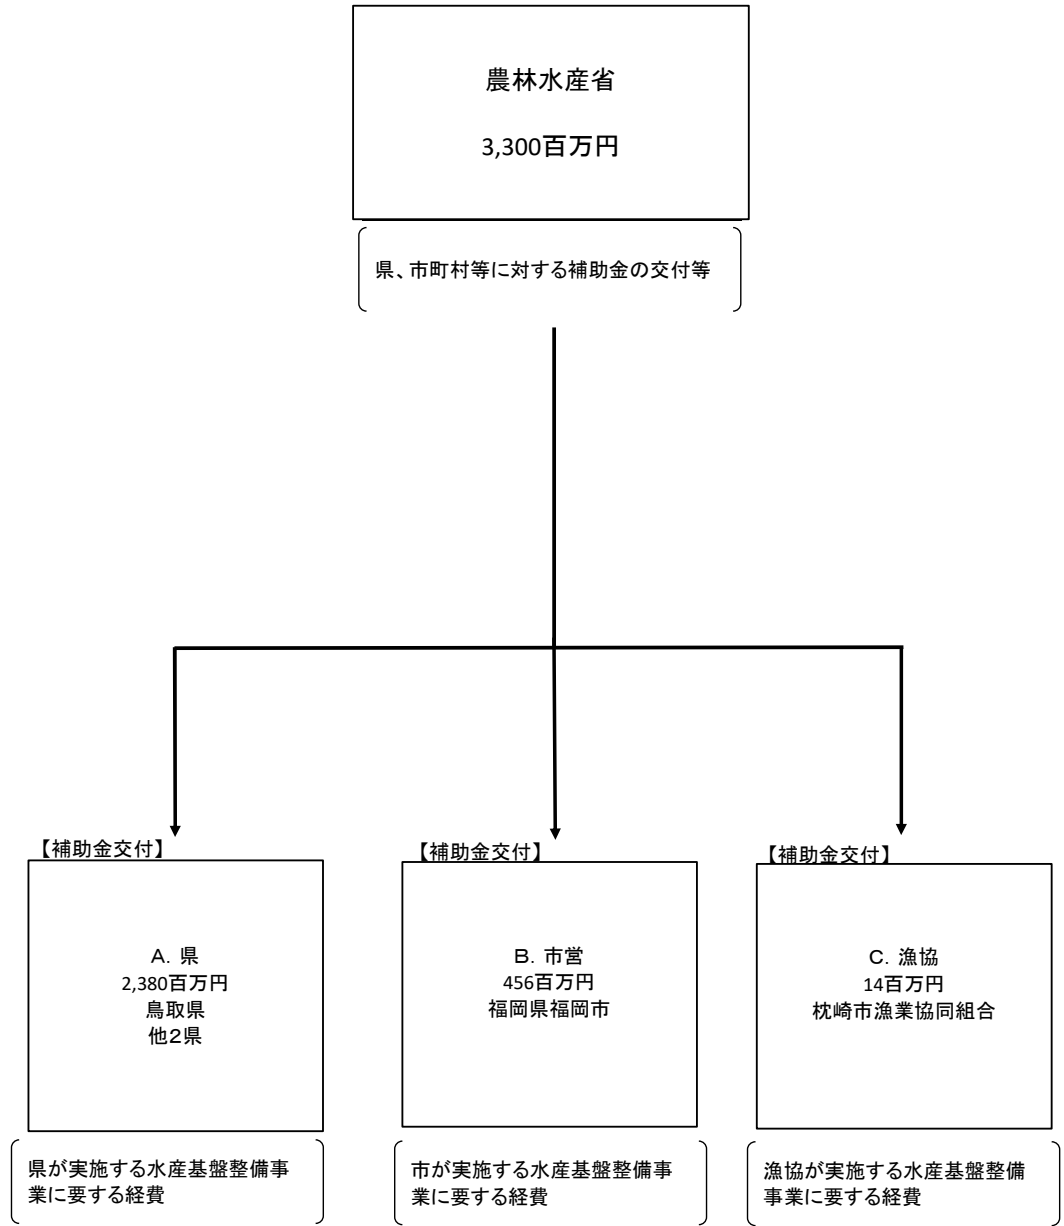 農林水産省
3,300百万円
県、市町村等に対する補助金の交付等
【補助金交付】
A. 県
2,380百万円
鳥取県
他2県
県が実施する水産基盤整備事
業に要する経費
【補助金交付】
B. 市営
456百万円
福岡県福岡市
市が実施する水産基盤整備事
業に要する経費
【補助金交付】
C. 漁協
14百万円
枕崎市漁業協同組合
漁協が実施する水産基盤整備
事業に要する経費